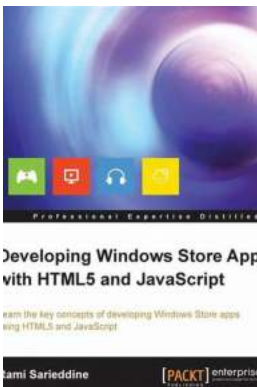 Professional Expertise Distilled
Developing Windows Store App
with HTML5 and JavaScript
earn the key concepts of developing Windows Store apps
sing HTML5 and JavaScript
Rami Sarieddine
[PACKT] enterprise
PUBLISHING